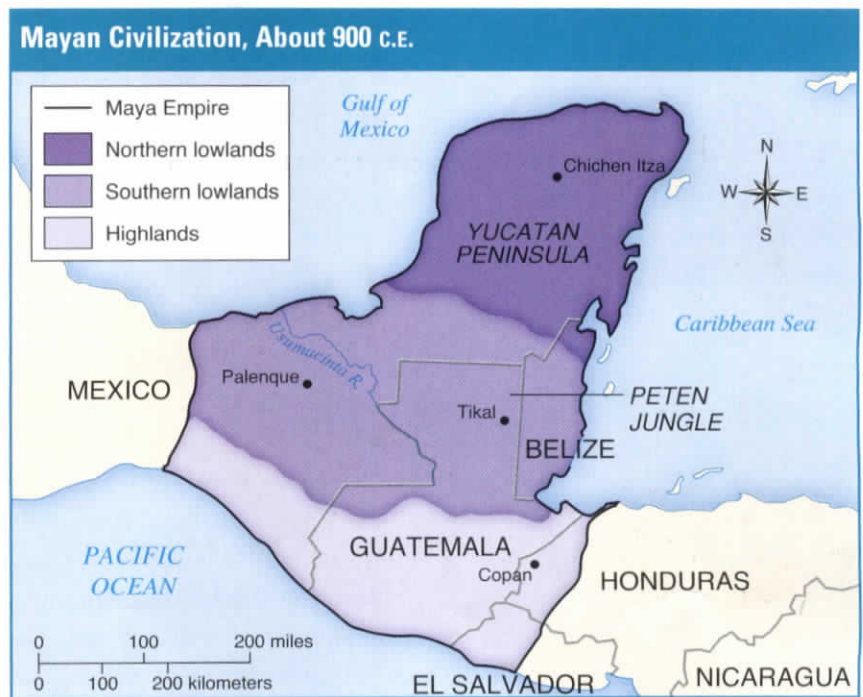 Mayan Civilization, About 900 C.E.
Maya Empire
Northern lowlands
Southern lowlands
Highlands
Gulf of
Mexico
Chichen Itza
N
W
E
S
YUCATAN
PENINSULA
Caribbean Sea
Usumacinta R.
MEXICO
Palenque
Tikal
PETEN
JUNGLE
BELIZE
PACIFIC
OCEAN
GUATEMALA
Copán
HONDURAS
0 100 200 miles
0 100 200 kilometers
EL SALVADOR
NICARAGUA